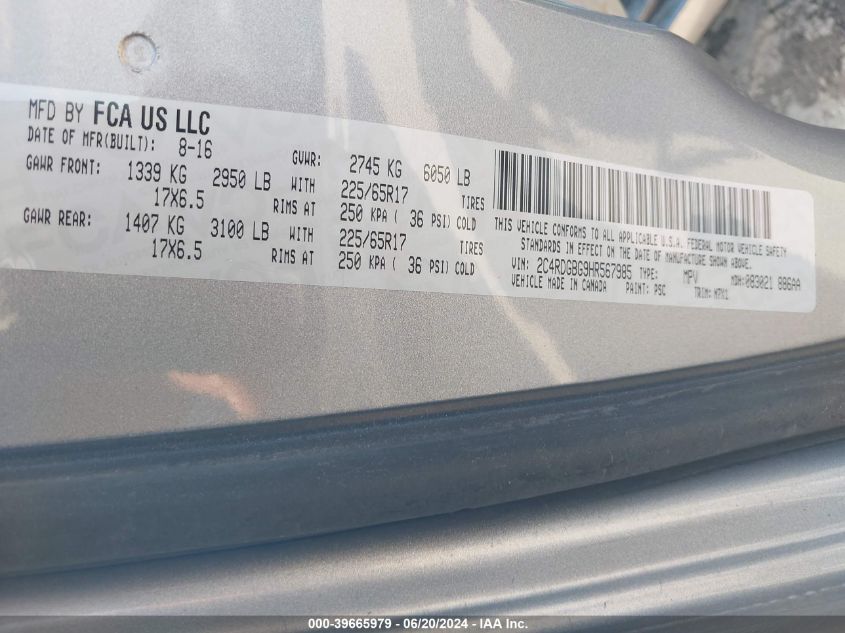 MFD BY FCA US LLC
DATE OF MFR(BUILT): 8-16 GVWR: 2745 KG 6050 LB
GAWR FRONT: 1339 KG 2950 LB WITH 225/65R17 TIRES
17X6.5 RIMS AT 250 KPA ( 36 PSI) COLD
GAWR REAR: 1407 KG 3100 LB WITH 225/65R17 TIRES
17X6.5 RIMS AT 250 KPA ( 36 PSI) COLD
THIS VEHICLE CONFORMS TO ALL APPLICABLE U.S.A. FEDERAL MOTOR VEHICLE SAFETY
STANDARDS IN EFFECT ON THE DATE OF MANUFACTURE SHOWN ABOVE.
VIN: 2C4RDGBG9HR567985 TYPE: MPV MDH:083021 886AA
VEHICLE MADE IN CANADA PAINT: PSC TRIM:
000-39665979 / 06/20/2024 - IAA Inc.